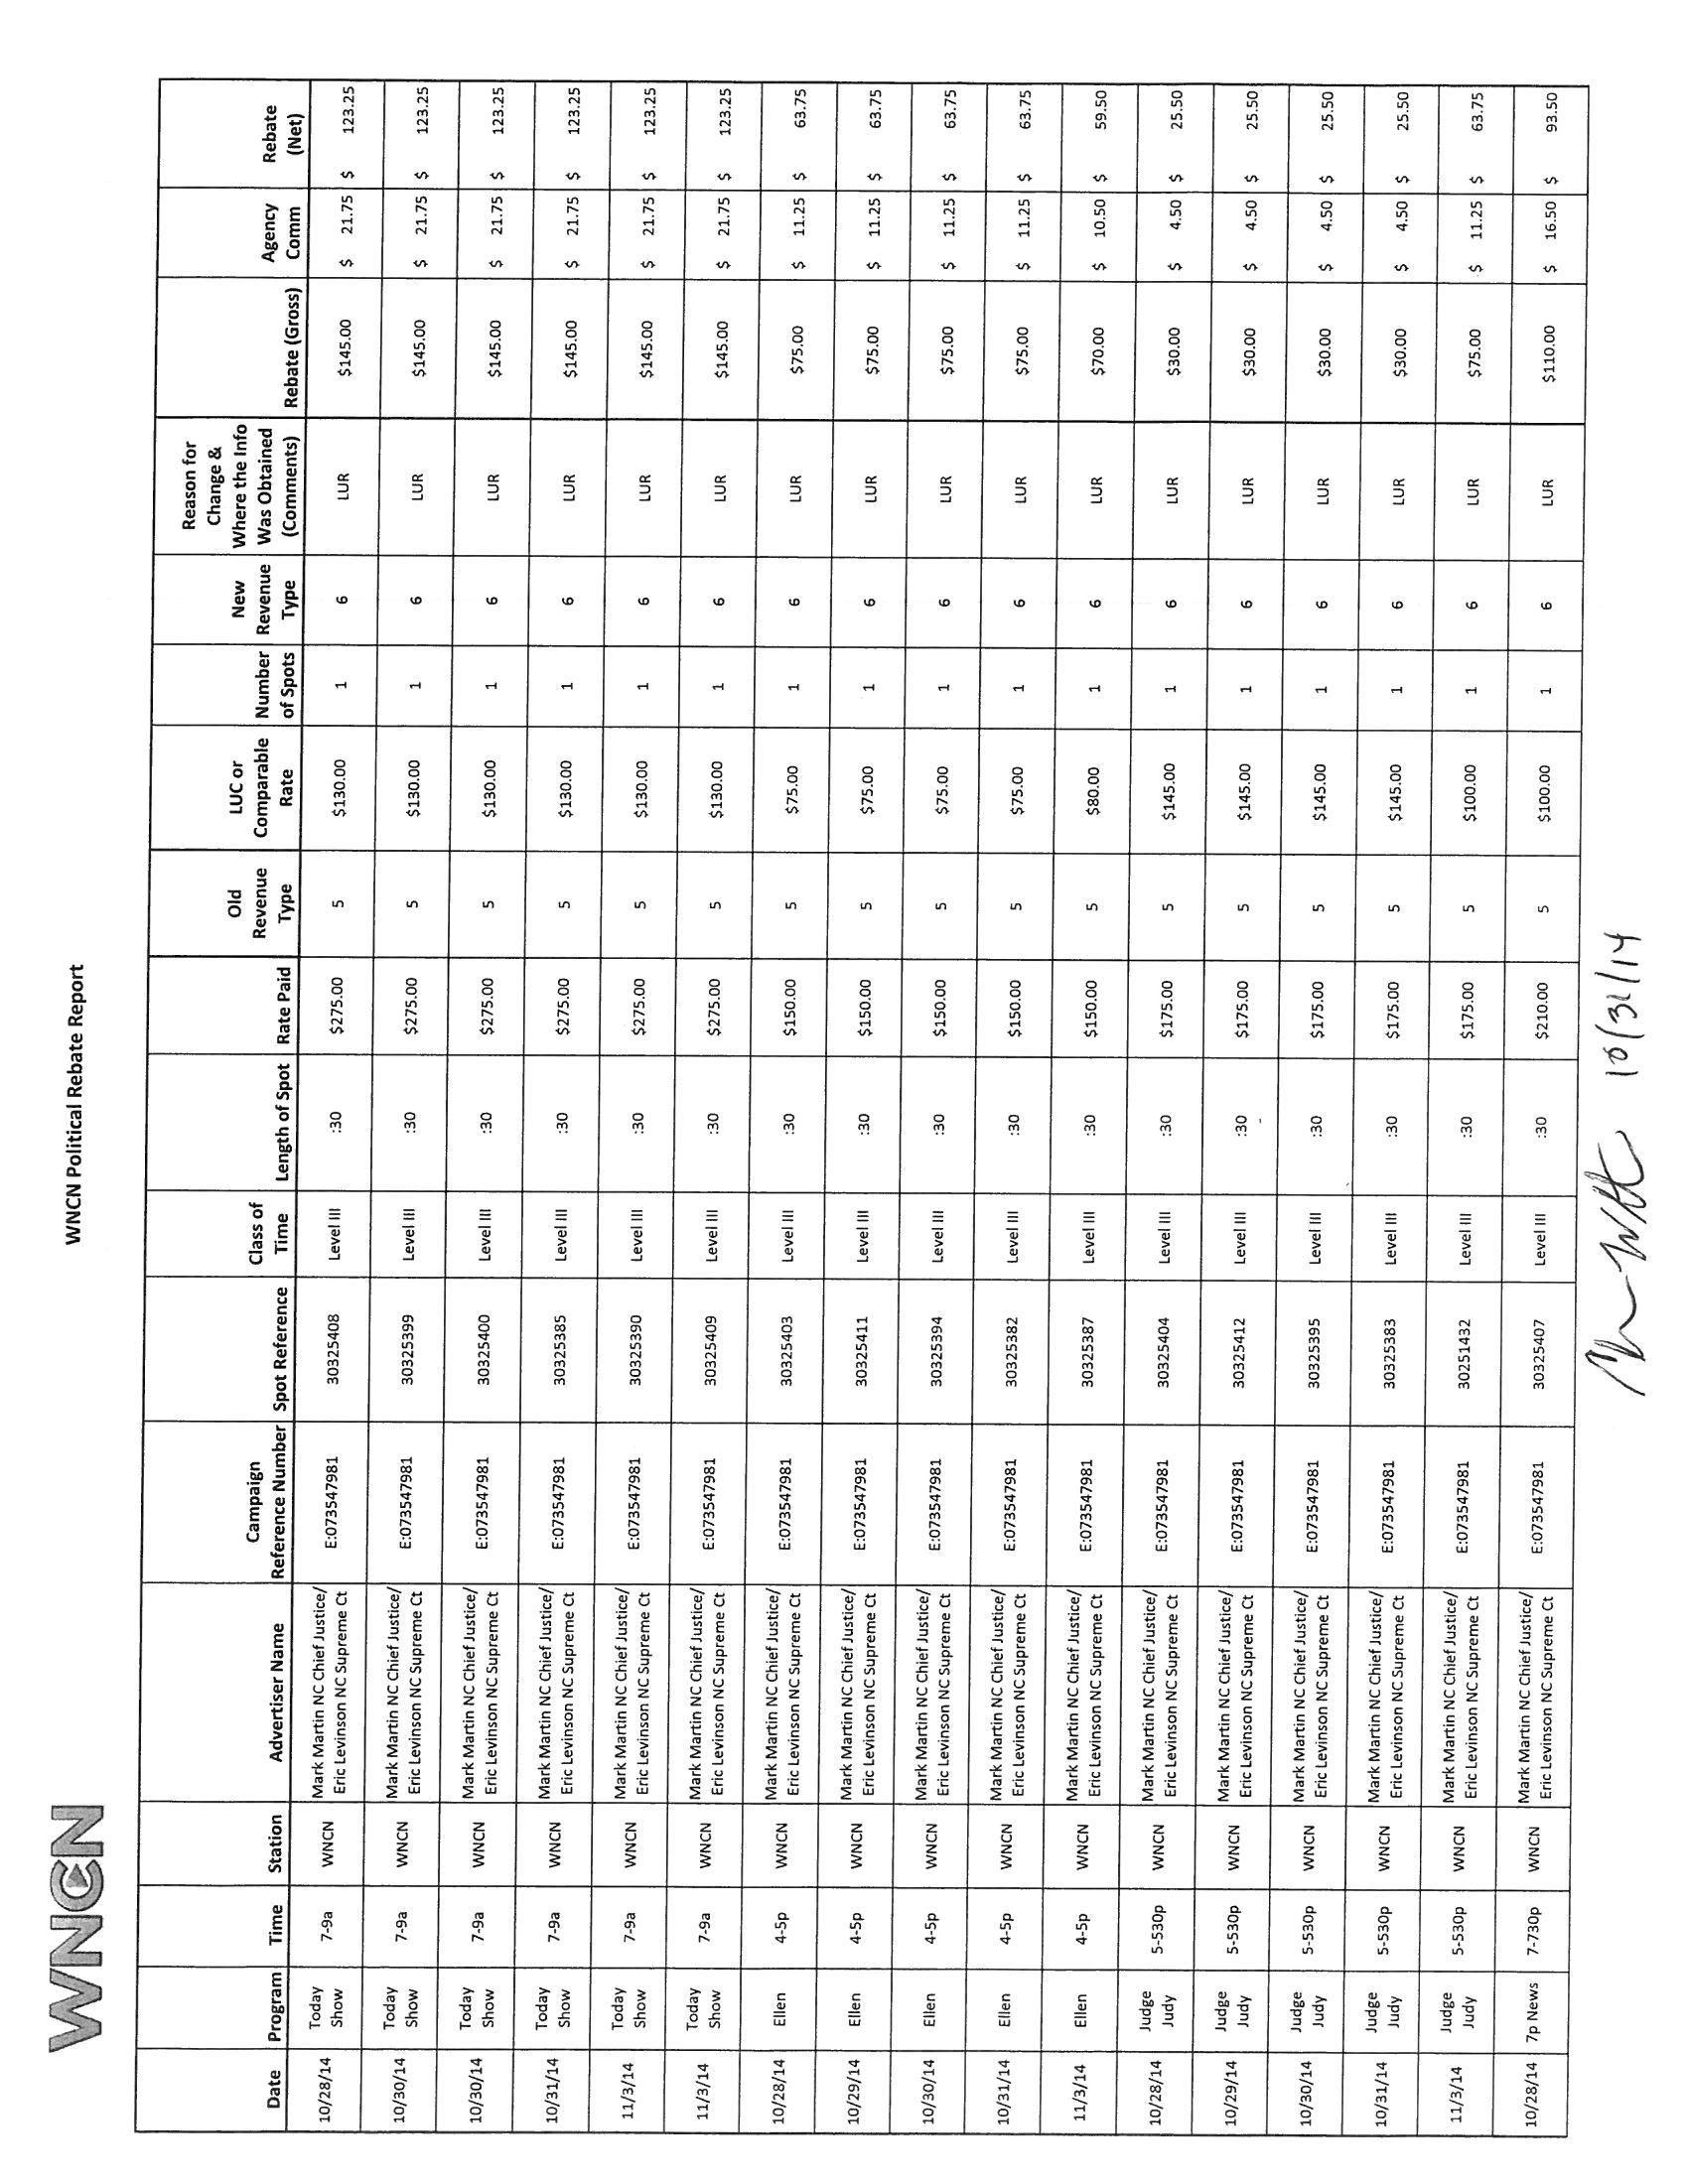 WNCN
WNCN Political Rebate Report
Date Program Time Station Advertiser Name Campaign Reference Number Spot Reference Class of Time Length of Spot Rate Paid Old Revenue Type LUC or Comparable Rate Number of Spots New Revenue Type Reason for Change & Where the Info Was Obtained (Comments) Rebate (Gross) Agency Comm Rebate (Net)
10/28/14 Today Show 7-9a WNCN Mark Martin NC Chief Justice/ Eric Levinson NC Supreme Ct E:073547981 30325408 Level III :30 $275.00 5 $130.00 1 6 LUR $145.00 $ 21.75 $ 123.25
10/30/14 Today Show 7-9a WNCN Mark Martin NC Chief Justice/ Eric Levinson NC Supreme Ct E:073547981 30325399 Level III :30 $275.00 5 $130.00 1 6 LUR $145.00 $ 21.75 $ 123.25
10/30/14 Today Show 7-9a WNCN Mark Martin NC Chief Justice/ Eric Levinson NC Supreme Ct E:073547981 30325400 Level III :30 $275.00 5 $130.00 1 6 LUR $145.00 $ 21.75 $ 123.25
10/31/14 Today Show 7-9a WNCN Mark Martin NC Chief Justice/ Eric Levinson NC Supreme Ct E:073547981 30325385 Level III :30 $275.00 5 $130.00 1 6 LUR $145.00 $ 21.75 $ 123.25
11/3/14 Today Show 7-9a WNCN Mark Martin NC Chief Justice/ Eric Levinson NC Supreme Ct E:073547981 30325390 Level III :30 $275.00 5 $130.00 1 6 LUR $145.00 $ 21.75 $ 123.25
11/3/14 Today Show 7-9a WNCN Mark Martin NC Chief Justice/ Eric Levinson NC Supreme Ct E:073547981 30325409 Level III :30 $275.00 5 $130.00 1 6 LUR $145.00 $ 21.75 $ 123.25
10/28/14 Ellen 4-5p WNCN Mark Martin NC Chief Justice/ Eric Levinson NC Supreme Ct E:073547981 30325403 Level III :30 $150.00 5 $75.00 1 6 LUR $75.00 $ 11.25 $ 63.75
10/29/14 Ellen 4-5p WNCN Mark Martin NC Chief Justice/ Eric Levinson NC Supreme Ct E:073547981 30325411 Level III :30 $150.00 5 $75.00 1 6 LUR $75.00 $ 11.25 $ 63.75
10/30/14 Ellen 4-5p WNCN Mark Martin NC Chief Justice/ Eric Levinson NC Supreme Ct E:073547981 30325394 Level III :30 $150.00 5 $75.00 1 6 LUR $75.00 $ 11.25 $ 63.75
10/31/14 Ellen 4-5p WNCN Mark Martin NC Chief Justice/ Eric Levinson NC Supreme Ct E:073547981 30325382 Level III :30 $150.00 5 $75.00 1 6 LUR $75.00 $ 11.25 $ 63.75
11/3/14 Ellen 4-5p WNCN Mark Martin NC Chief Justice/ Eric Levinson NC Supreme Ct E:073547981 30325387 Level III :30 $150.00 5 $80.00 1 6 LUR $70.00 $ 10.50 $ 59.50
10/28/14 Judge Judy 5-530p WNCN Mark Martin NC Chief Justice/ Eric Levinson NC Supreme Ct E:073547981 30325404 Level III :30 $175.00 5 $145.00 1 6 LUR $30.00 $ 4.50 $ 25.50
10/29/14 Judge Judy 5-530p WNCN Mark Martin NC Chief Justice/ Eric Levinson NC Supreme Ct E:073547981 30325412 Level III :30 $175.00 5 $145.00 1 6 LUR $30.00 $ 4.50 $ 25.50
10/30/14 Judge Judy 5-530p WNCN Mark Martin NC Chief Justice/ Eric Levinson NC Supreme Ct E:073547981 30325395 Level III :30 $175.00 5 $145.00 1 6 LUR $30.00 $ 4.50 $ 25.50
10/31/14 Judge Judy 5-530p WNCN Mark Martin NC Chief Justice/ Eric Levinson NC Supreme Ct E:073547981 30325383 Level III :30 $175.00 5 $145.00 1 6 LUR $30.00 $ 4.50 $ 25.50
11/3/14 Judge Judy 5-530p WNCN Mark Martin NC Chief Justice/ Eric Levinson NC Supreme Ct E:073547981 30251432 Level III :30 $175.00 5 $100.00 1 6 LUR $75.00 $ 11.25 $ 63.75
10/28/14 7p News 7-730p WNCN Mark Martin NC Chief Justice/ Eric Levinson NC Supreme Ct E:073547981 30325407 Level III :30 $210.00 5 $100.00 1 6 LUR $110.00 $ 16.50 $ 93.50